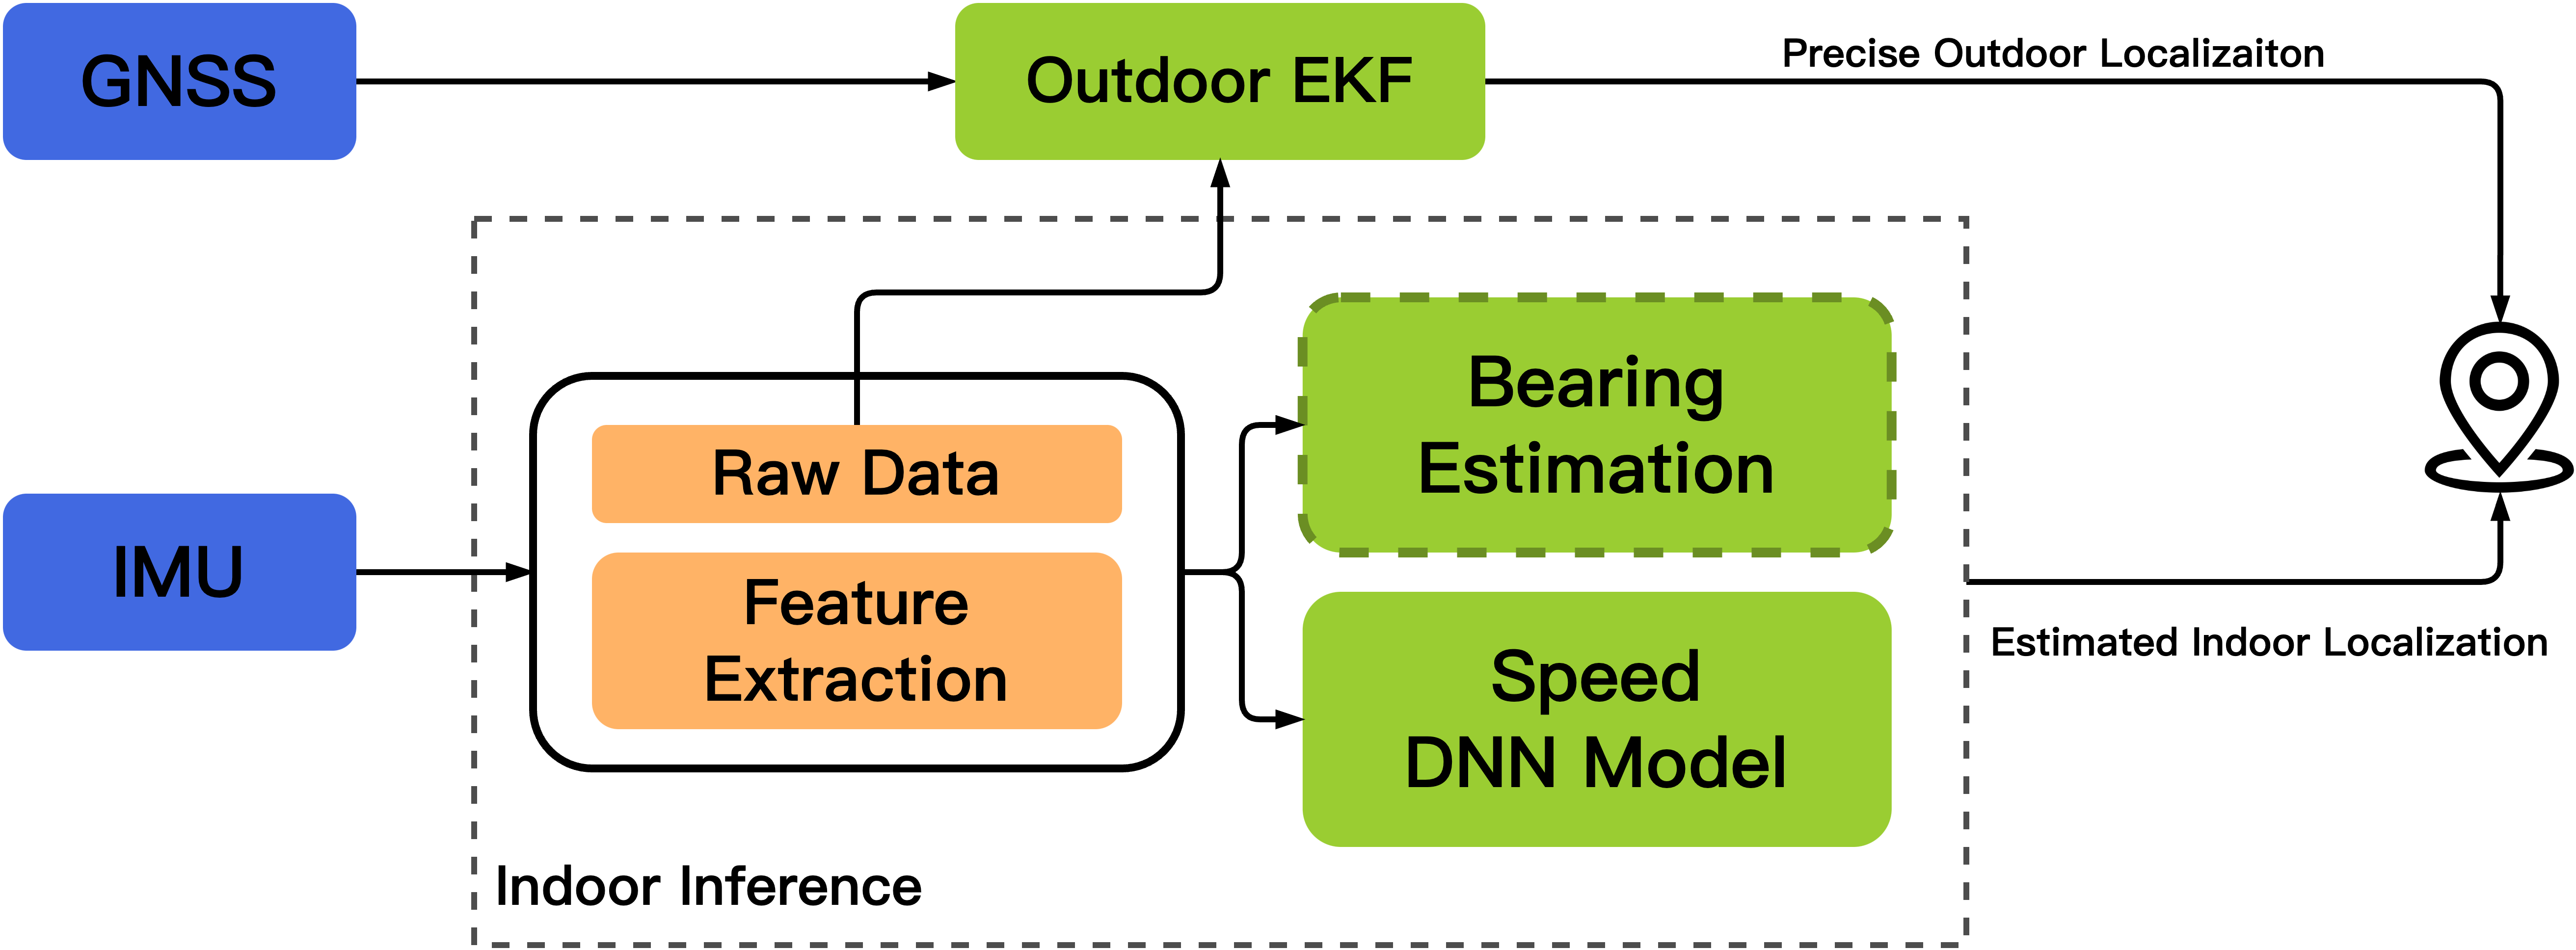 GNSS
Outdoor EKF
Precise Outdoor Localizaiton
IMU
Raw Data
Feature
Extraction
Bearing
Estimation
Speed
DNN Model
Estimated Indoor Localization
Indoor Inference